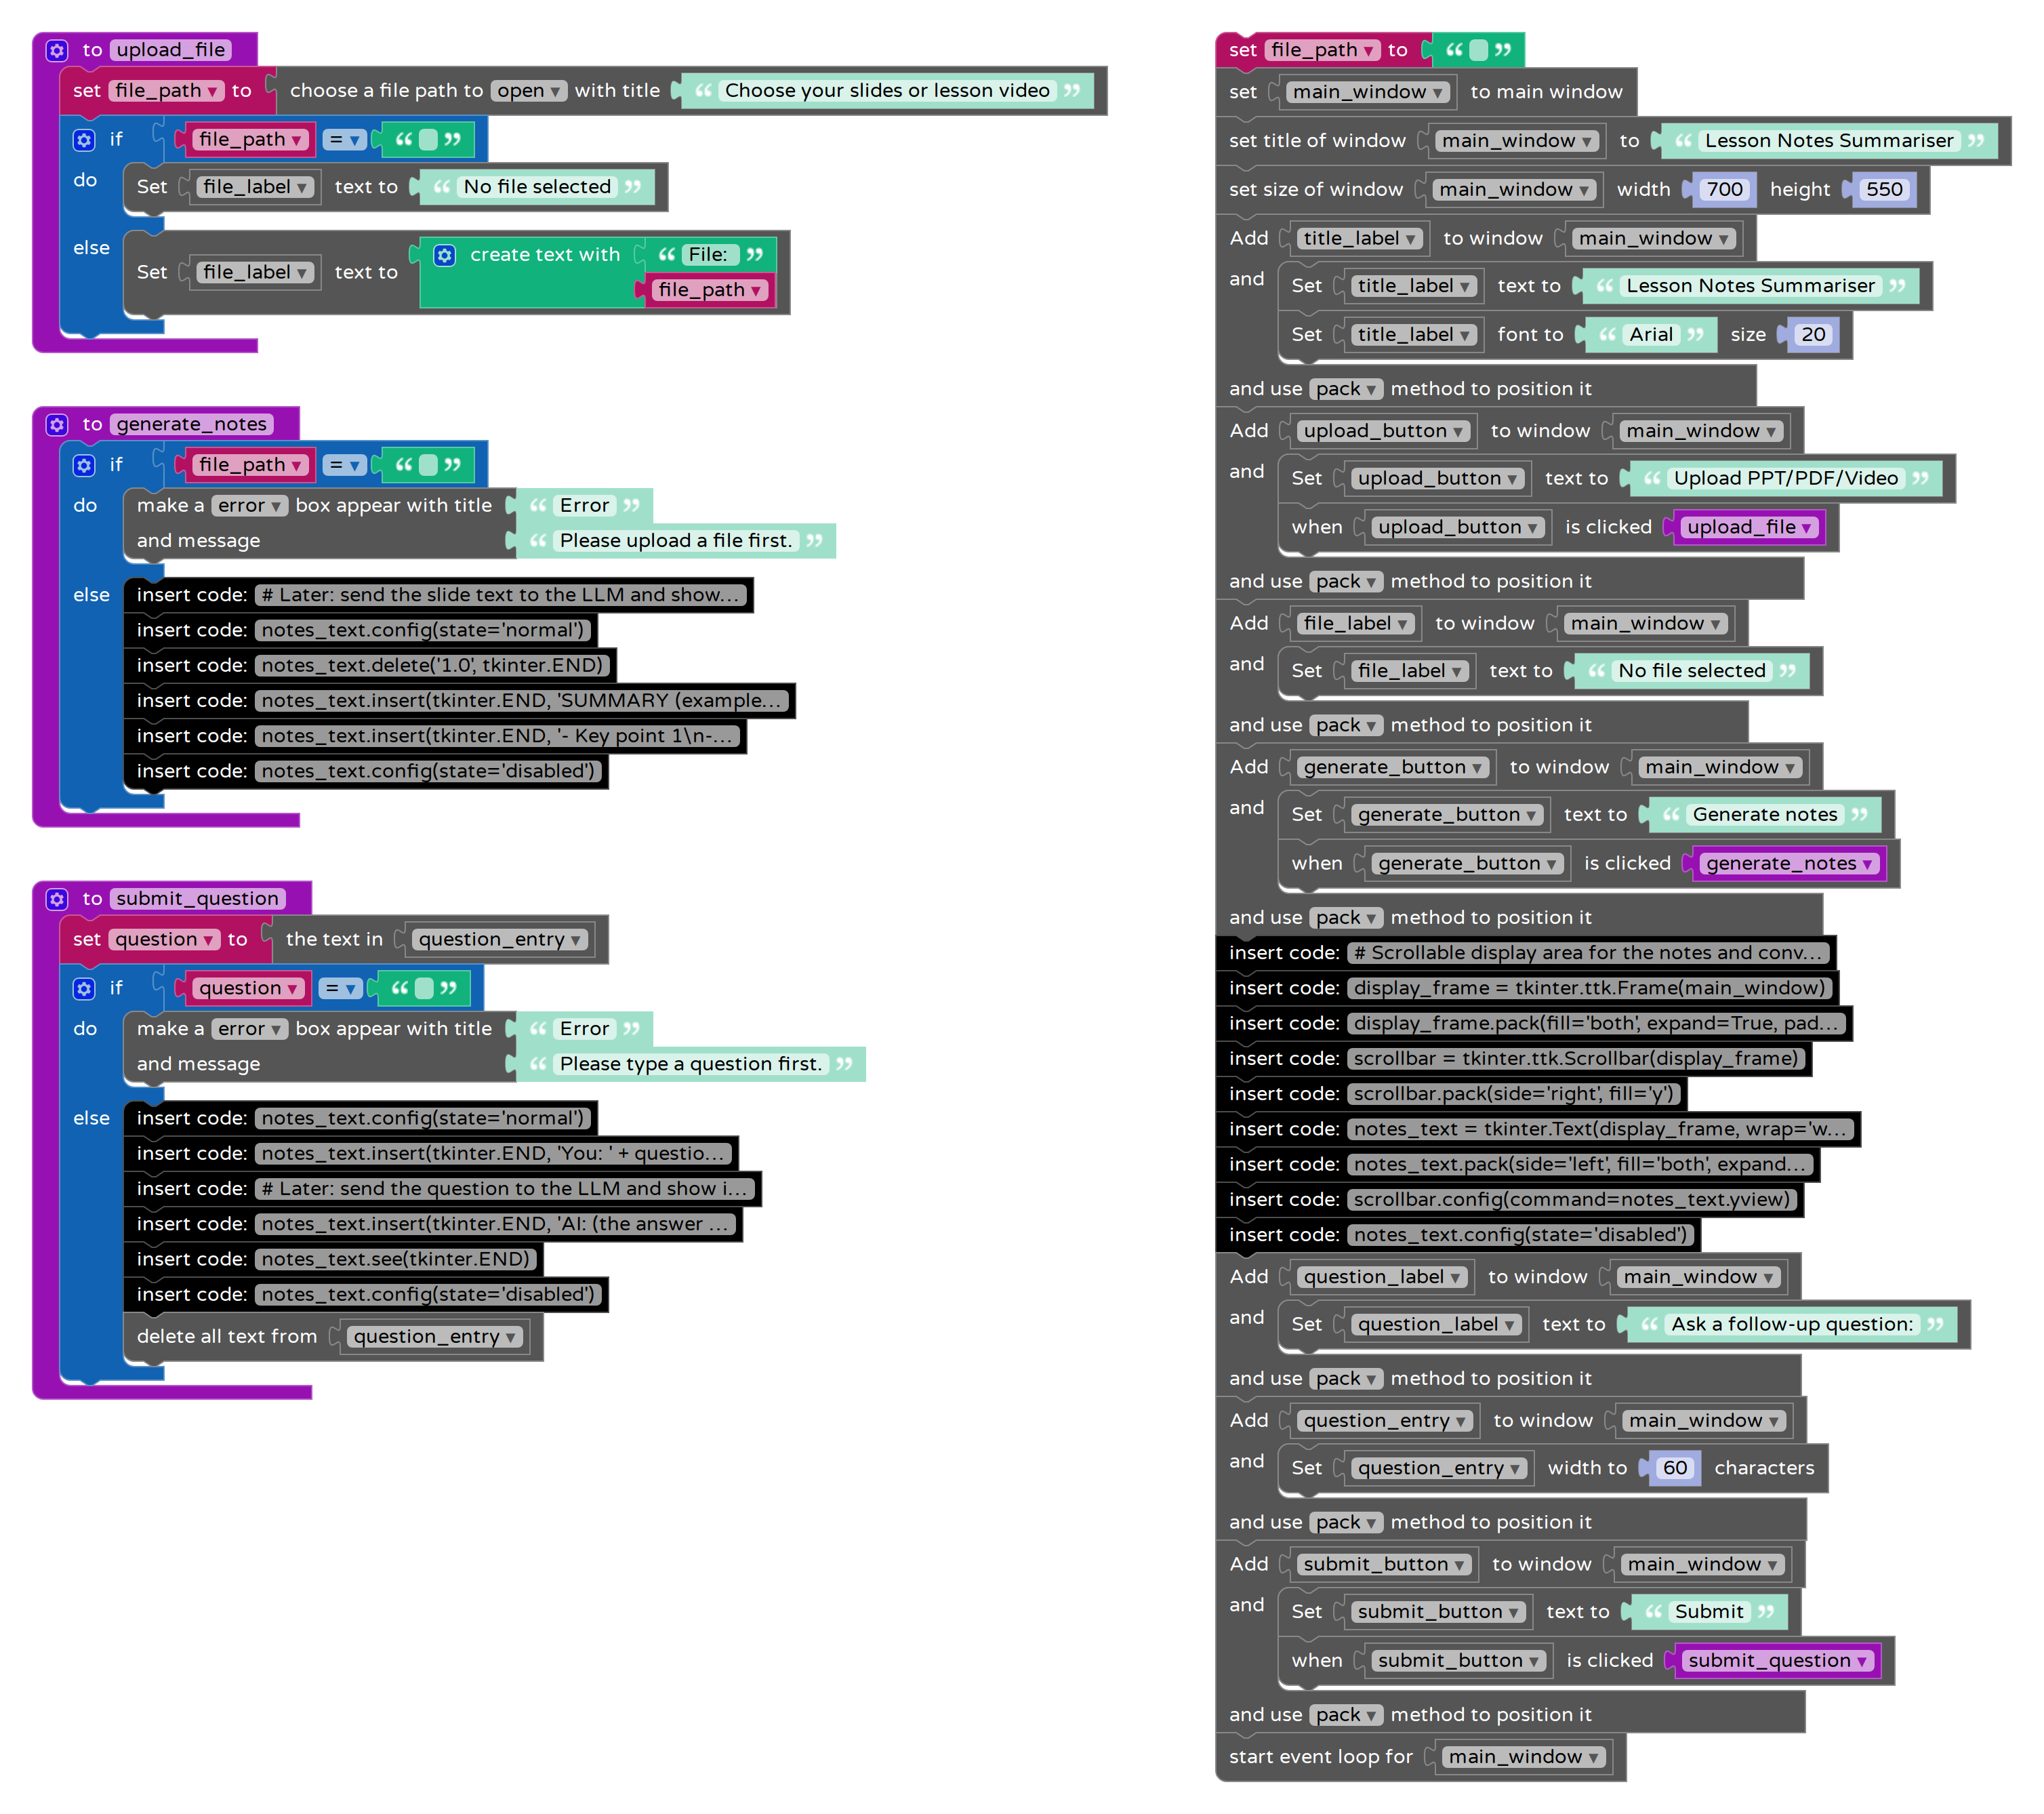 to upload_file
set file_path to choose a file path to open with title “ Choose your slides or lesson video ”
if file_path = “ ”
do Set file_label text to “ No file selected ”
else Set file_label text to create text with “ File: ”
file_path
to generate_notes
if file_path = “ ”
do make a error box appear with title “ Error ”
and message “ Please upload a file first. ”
else insert code: # Later: send the slide text to the LLM and show...
insert code: notes_text.config(state='normal')
insert code: notes_text.delete('1.0', tkinter.END)
insert code: notes_text.insert(tkinter.END, 'SUMMARY (example...
insert code: notes_text.insert(tkinter.END, '- Key point 1\n-...
insert code: notes_text.config(state='disabled')
to submit_question
set question to the text in question_entry
if question = “ ”
do make a error box appear with title “ Error ”
and message “ Please type a question first. ”
else insert code: notes_text.config(state='normal')
insert code: notes_text.insert(tkinter.END, 'You: ' + questio...
insert code: # Later: send the question to the LLM and show i...
insert code: notes_text.insert(tkinter.END, 'AI: (the answer ...
insert code: notes_text.see(tkinter.END)
insert code: notes_text.config(state='disabled')
delete all text from question_entry
set file_path to “ ”
set main_window to main window
set title of window main_window to “ Lesson Notes Summariser ”
set size of window main_window width 700 height 550
Add title_label to window main_window
and Set title_label text to “ Lesson Notes Summariser ”
Set title_label font to “ Arial ” size 20
and use pack method to position it
Add upload_button to window main_window
and Set upload_button text to “ Upload PPT/PDF/Video ”
when upload_button is clicked upload_file
and use pack method to position it
Add file_label to window main_window
and Set file_label text to “ No file selected ”
and use pack method to position it
Add generate_button to window main_window
and Set generate_button text to “ Generate notes ”
when generate_button is clicked generate_notes
and use pack method to position it
insert code: # Scrollable display area for the notes and conv...
insert code: display_frame = tkinter.ttk.Frame(main_window)
insert code: display_frame.pack(fill='both', expand=True, pad...
insert code: scrollbar = tkinter.ttk.Scrollbar(display_frame)
insert code: scrollbar.pack(side='right', fill='y')
insert code: notes_text = tkinter.Text(display_frame, wrap='w...
insert code: notes_text.pack(side='left', fill='both', expand...
insert code: scrollbar.config(command=notes_text.yview)
insert code: notes_text.config(state='disabled')
Add question_label to window main_window
and Set question_label text to “ Ask a follow-up question: ”
and use pack method to position it
Add question_entry to window main_window
and Set question_entry width to 60 characters
and use pack method to position it
Add submit_button to window main_window
and Set submit_button text to “ Submit ”
when submit_button is clicked submit_question
and use pack method to position it
start event loop for main_window